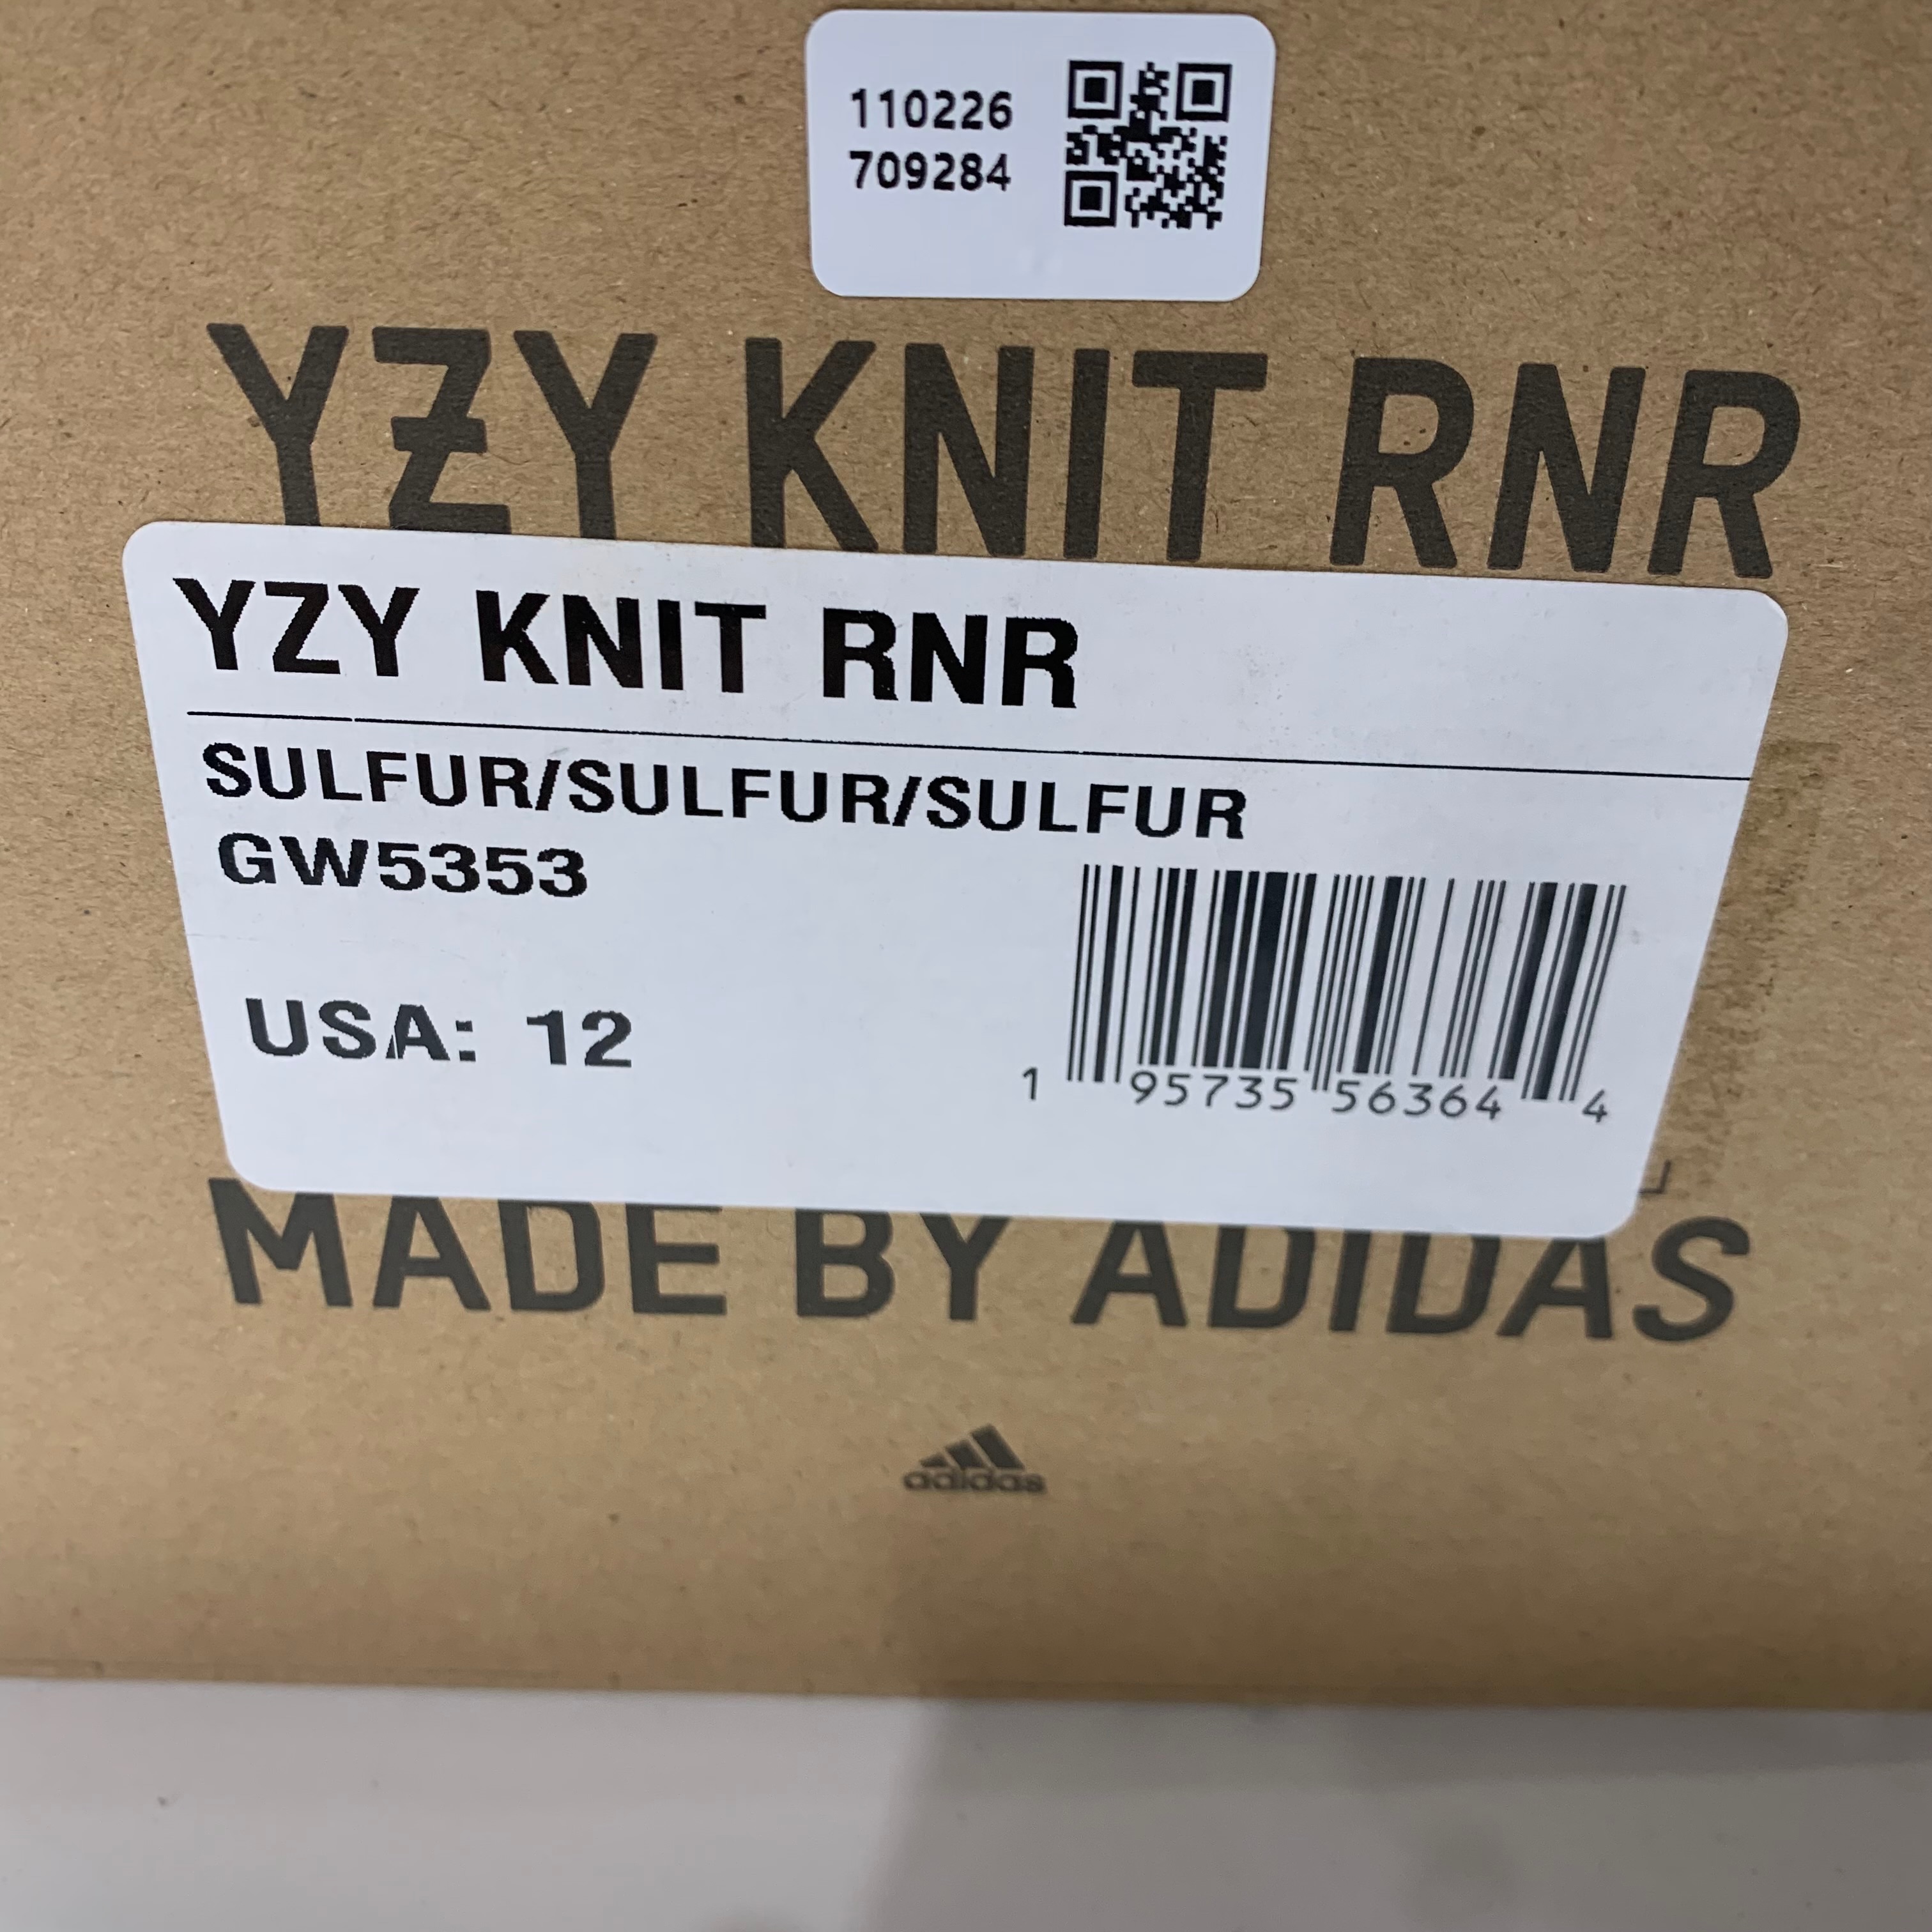 110226
709284
YZY KNIT RNR
YZY KNIT RNR
SULFUR/SULFUR/SULFUR
GW5353
USA: 12
1 95735 56364 4
MADE BY ADIDAS
adidas